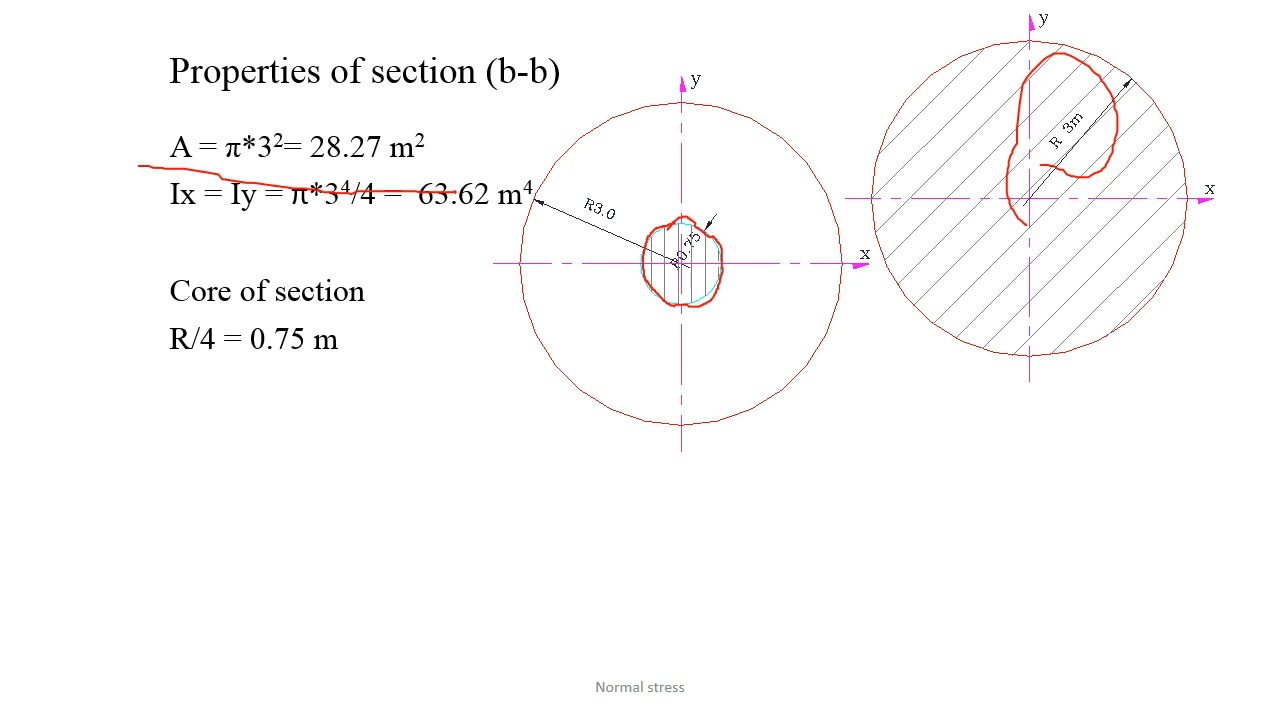 Properties of section (b-b)
A = π*3²= 28.27 m²
Ix = Iy = π*3⁴/4 = 63.62 m⁴
Core of section
R/4 = 0.75 m
y
R3.0
R0.75
x
y
R 3m
x
Normal stress